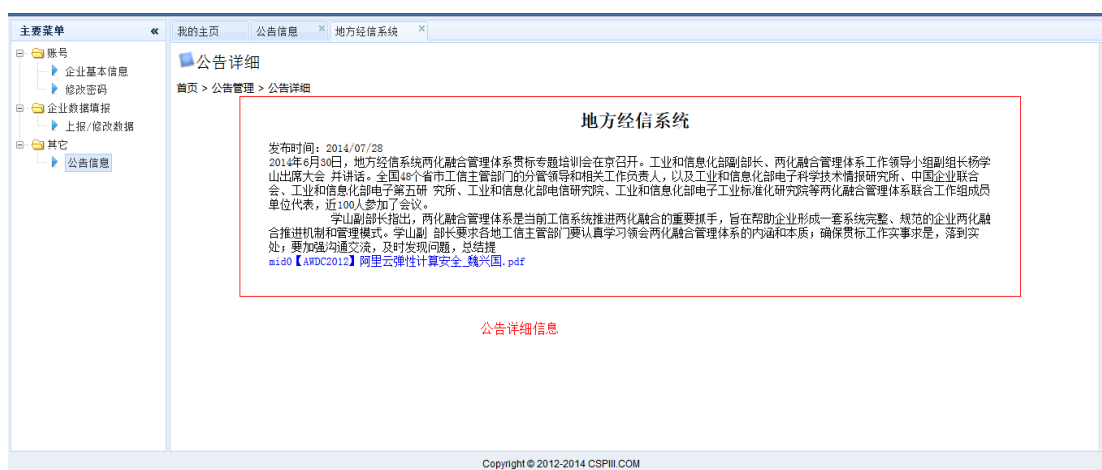 主要菜单 «
我的主页 公告信息 × 地方经信系统 ×
账号
企业基本信息
修改密码
企业数据填报
上报/修改数据
其它
公告信息
公告详细
首页 > 公告管理 > 公告详细
地方经信系统
发布时间: 2014/07/28
2014年6月30日，地方经信系统两化融合管理体系贯标专题培训会在京召开。工业和信息化部副部长、两化融合管理体系工作领导小组副组长杨学
山出席大会 并讲话。全国48个省市工信主管部门的分管领导和相关工作负责人，以及工业和信息化部电子科学技术情报研究所、中国企业联合
会、工业和信息化部电子第五研 究所、工业和信息化部电信研究院、工业和信息化部电子工业标准化研究院等两化融合管理体系联合工作组成员
单位代表，近100人参加了会议。
学山副部长指出，两化融合管理体系是当前工信系统推进两化融合的重要抓手，旨在帮助企业形成一套系统完整、规范的企业两化融
合推进机制和管理模式。学山副 部长要求各地工信主管部门要认真学习领会两化融合管理体系的内涵和本质；确保贯标工作实事求是，落到实
处；要加强沟通交流，及时发现问题，总结提
mid0【AWDC2012】阿里云弹性计算安全_魏兴国.pdf
公告详细信息
Copyright © 2012-2014 CSPIII.COM